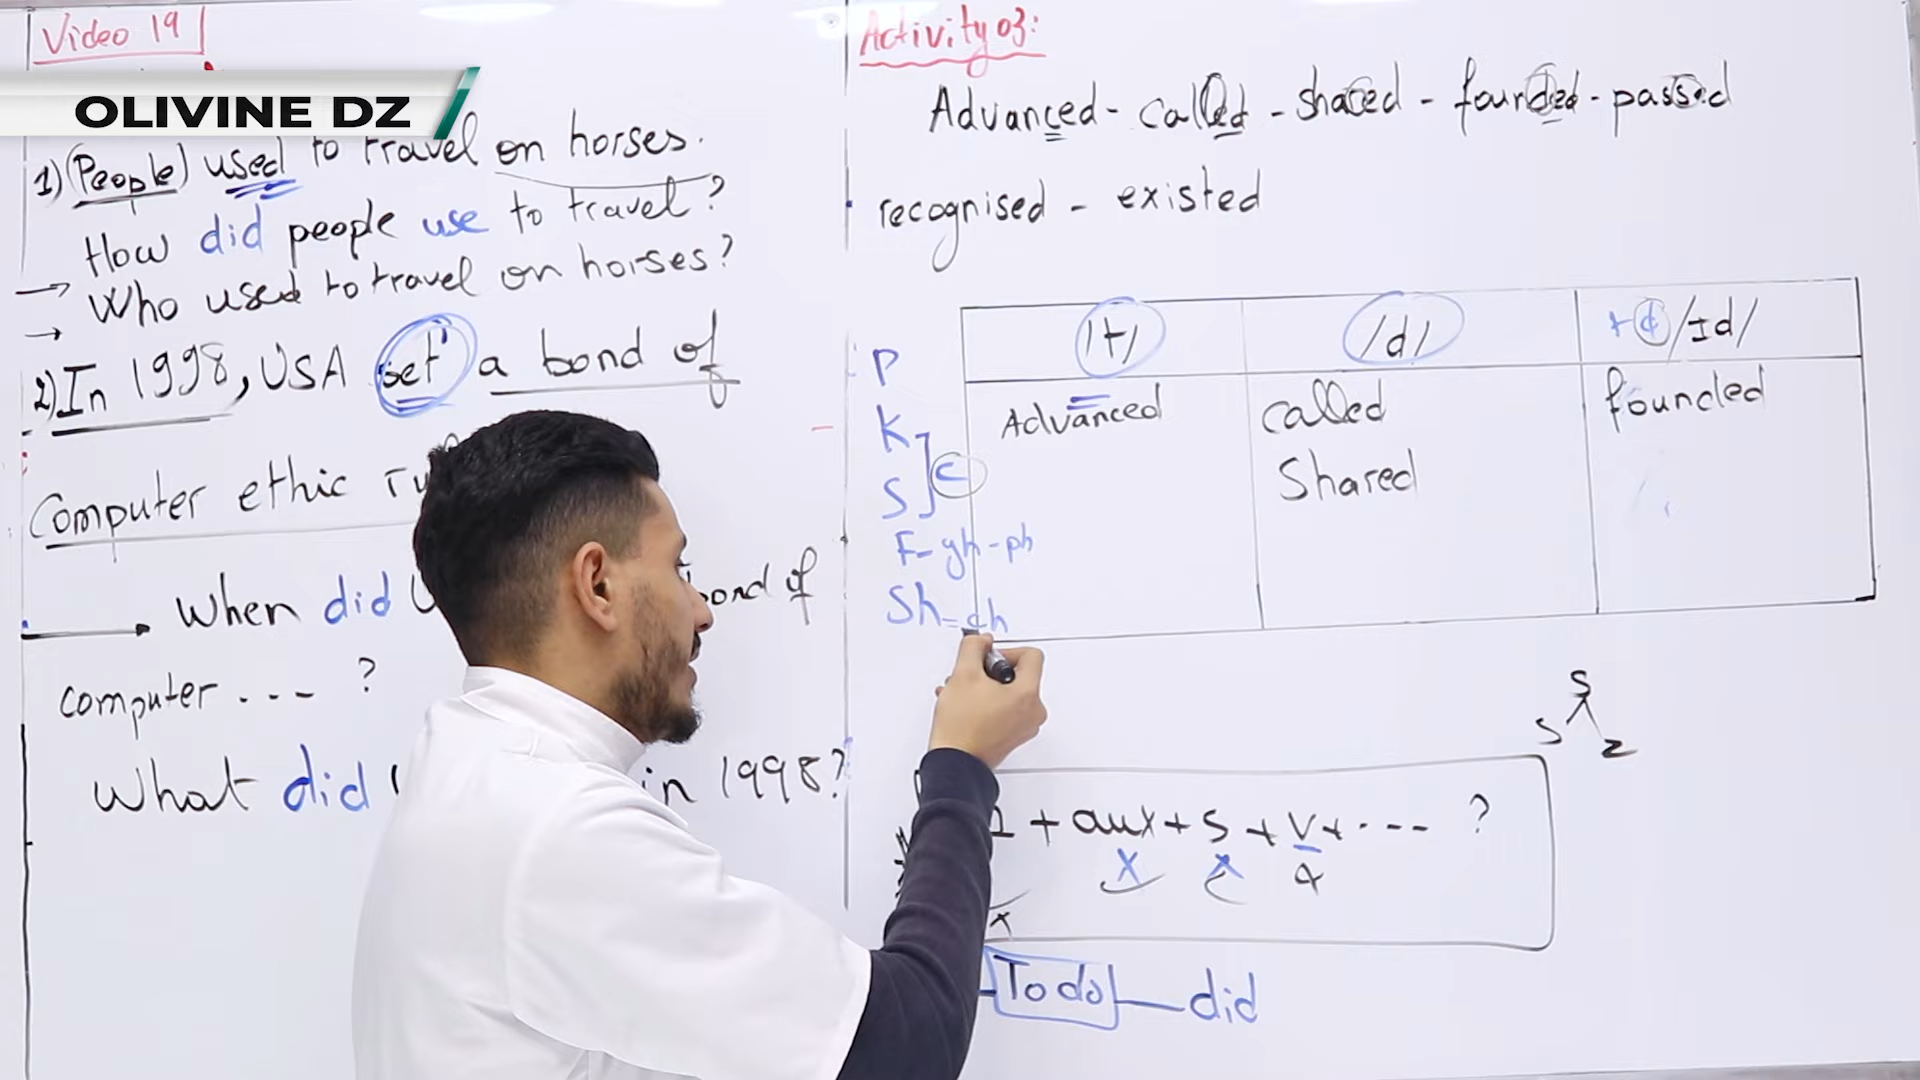 Video 19
OLIVINE DZ
1) (People) used to travel on horses.
How did people use to travel?
→ Who used to travel on horses?
→
2) In 1998, USA set a bond of
Computer ethic
When did bond of
computer --- ?
What did in 1998?
Activity 03:
Advanced - called - shared - founded - passed
recognised - existed
/t/ /d/ /Id/
Advanced called founded
Shared
P
K
S
C
F - gh - ph
Sh = ch
S
S Z
+ aux + S + V + ---- ?
X X
x
To do — did